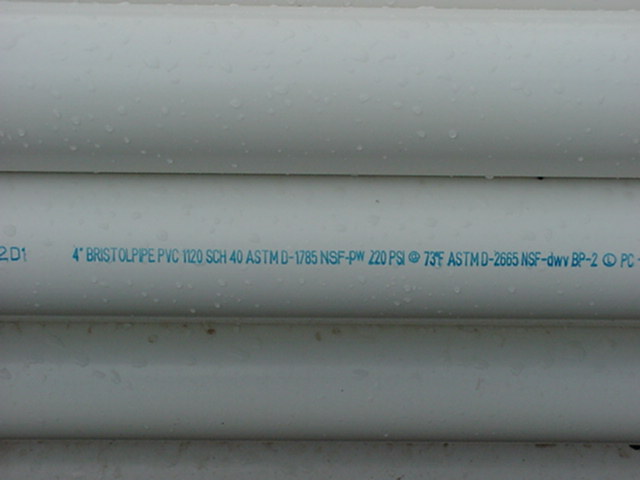 2D1 4" BRISTOLPIPE PVC 1120 SCH 40 ASTM D-1785 NSF-PW 220 PSI @ 73°F ASTM D-2665 NSF-dwv BP-2 PC -